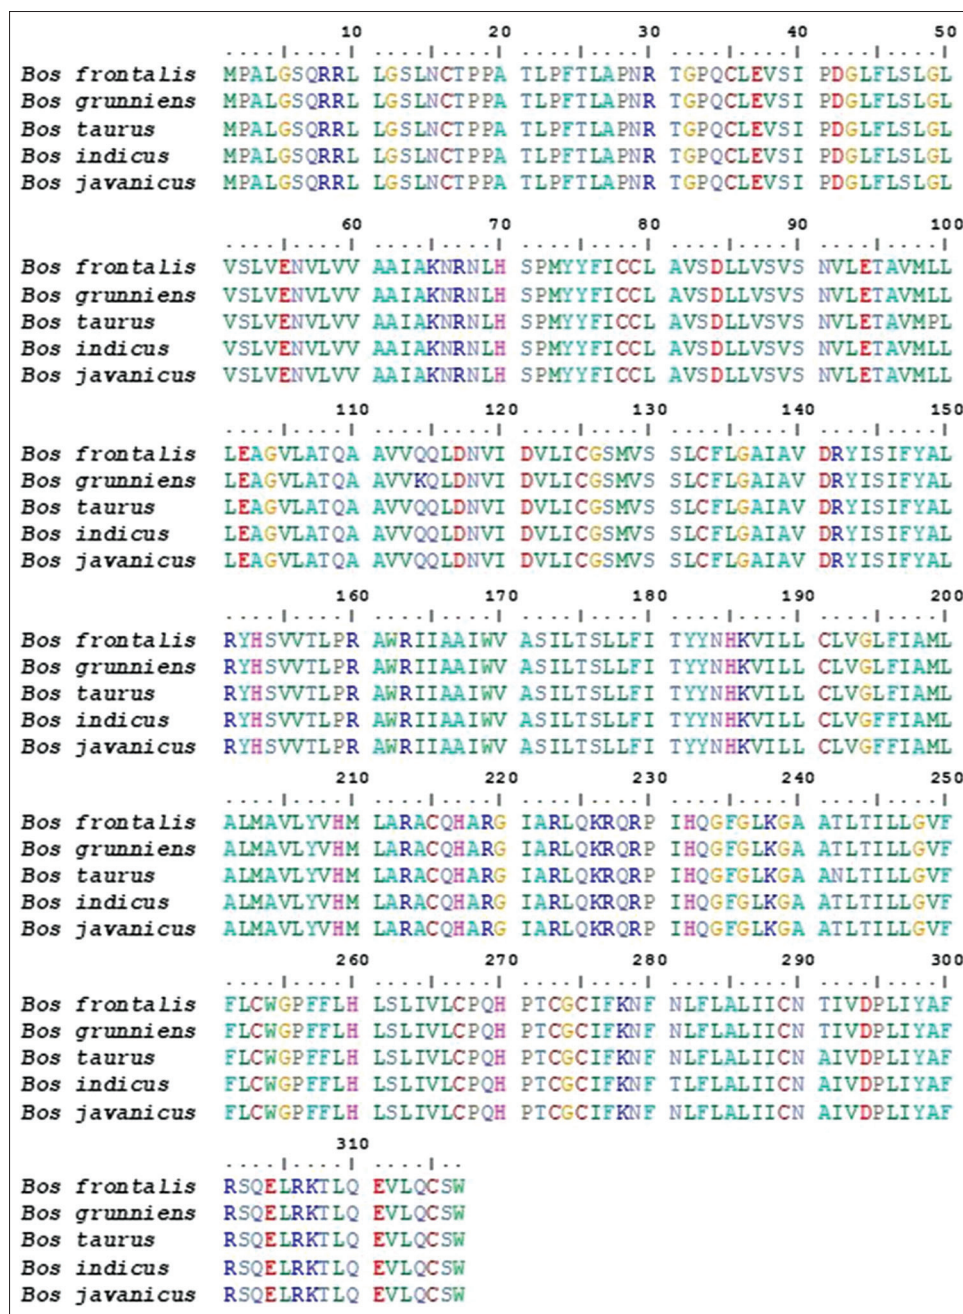 10 20 30 40 50
....|....| ....|....| ....|....| ....|....| ....|....|
Bos frontalis MPALGSQRRL LGSLNCTPPA TLPFTLAPNR TGPQCLEVSI PDGLFLSLGL
Bos grunniens MPALGSQRRL LGSLNCTPPA TLPFTLAPNR TGPQCLEVSI PDGLFLSLGL
Bos taurus MPALGSQRRL LGSLNCTPPA TLPFTLAPNR TGPQCLEVSI PDGLFLSLGL
Bos indicus MPALGSQRRL LGSLNCTPPA TLPFTLAPNR TGPQCLEVSI PDGLFLSLGL
Bos javanicus MPALGSQRRL LGSLNCTPPA TLPFTLAPNR TGPQCLEVSI PDGLFLSLGL
60 70 80 90 100
....|....| ....|....| ....|....| ....|....| ....|....|
Bos frontalis VSLVENVLVV AAIAKNRNLH SPMYYFICCL AVSDLLVSVS NVLETAVMLL
Bos grunniens VSLVENVLVV AAIAKNRNLH SPMYYFICCL AVSDLLVSVS NVLETAVMLL
Bos taurus VSLVENVLVV AAIAKNRNLH SPMYYFICCL AVSDLLVSVS NVLETAVMPL
Bos indicus VSLVENVLVV AAIAKNRNLH SPMYYFICCL AVSDLLVSVS NVLETAVMLL
Bos javanicus VSLVENVLVV AAIAKNRNLH SPMYYFICCL AVSDLLVSVS NVLETAVMLL
110 120 130 140 150
....|....| ....|....| ....|....| ....|....| ....|....|
Bos frontalis LEAGVLATQA AVVQQLDNVI DVLICGSMVS SLCFLGAIAV DRYISIFYAL
Bos grunniens LEAGVLATQA AVVKQLDNVI DVLICGSMVS SLCFLGAIAV DRYISIFYAL
Bos taurus LEAGVLATQA AVVQQLDNVI DVLICGSMVS SLCFLGAIAV DRYISIFYAL
Bos indicus LEAGVLATQA AVVQQLDNVI DVLICGSMVS SLCFLGAIAV DRYISIFYAL
Bos javanicus LEAGVLATQA AVVQQLDNVI DVLICGSMVS SLCFLGAIAV DRYISIFYAL
160 170 180 190 200
....|....| ....|....| ....|....| ....|....| ....|....|
Bos frontalis RYHSVVTLPR AWRIIAAIWV ASILTSLLFI TYYNHKVILL CLVGLFIAML
Bos grunniens RYHSVVTLPR AWRIIAAIWV ASILTSLLFI TYYNHKVILL CLVGLFIAML
Bos taurus RYHSVVTLPR AWRIIAAIWV ASILTSLLFI TYYNHKVILL CLVGLFIAML
Bos indicus RYHSVVTLPR AWRIIAAIWV ASILTSLLFI TYYNHKVILL CLVGFFIAML
Bos javanicus RYHSVVTLPR AWRIIAAIWV ASILTSLLFI TYYNHKVILL CLVGFFIAML
210 220 230 240 250
....|....| ....|....| ....|....| ....|....| ....|....|
Bos frontalis ALMAVLYVHM LARACQHARG IARLQKRQRP IHQGFGLKGA ATLTILLGVF
Bos grunniens ALMAVLYVHM LARACQHARG IARLQKRQRP IHQGFGLKGA ATLTILLGVF
Bos taurus ALMAVLYVHM LARACQHARG IARLQKRQRP IHQGFGLKGA ANLTILLGVF
Bos indicus ALMAVLYVHM LARACQHARG IARLQKRQRP IHQGFGLKGA ATLTILLGVF
Bos javanicus ALMAVLYVHM LARACQHARG IARLQKRQRP IHQGFGLKGA ATLTILLGVF
260 270 280 290 300
....|....| ....|....| ....|....| ....|....| ....|....|
Bos frontalis FLCWGPFFLH LSLIVLCPQH PTCGCIFKNF NLFLALIICN TIVDPLIYAF
Bos grunniens FLCWGPFFLH LSLIVLCPQH PTCGCIFKNF NLFLALIICN TIVDPLIYAF
Bos taurus FLCWGPFFLH LSLIVLCPQH PTCGCIFKNF NLFLALIICN AIVDPLIYAF
Bos indicus FLCWGPFFLH LSLIVLCPQH PTCGCIFKNF TLFLALIICN AIVDPLIYAF
Bos javanicus FLCWGPFFLH LSLIVLCPQH PTCGCIFKNF NLFLALIICN AIVDPLIYAF
310
....|....| ....|..
Bos frontalis RSQELRKTLQ EVLQCSW
Bos grunniens RSQELRKTLQ EVLQCSW
Bos taurus RSQELRKTLQ EVLQCSW
Bos indicus RSQELRKTLQ EVLQCSW
Bos javanicus RSQELRKTLQ EVLQCSW